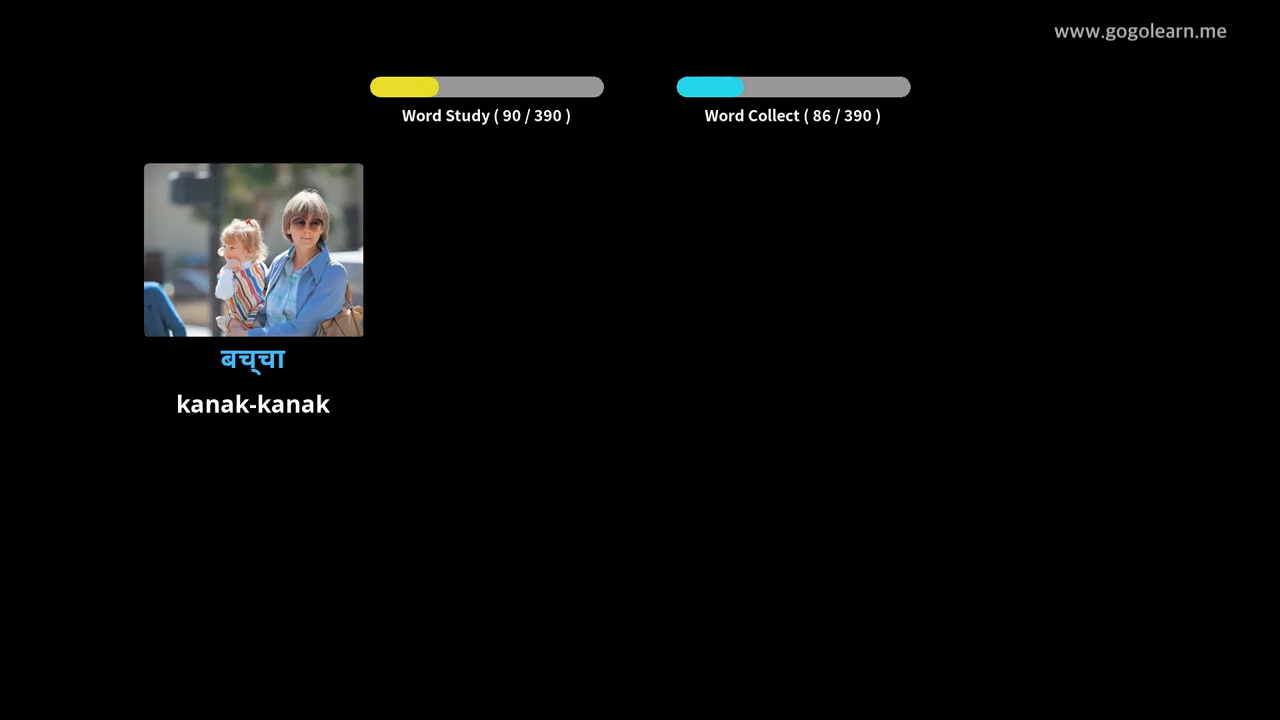 www.gogolearn.me
Word Study ( 90 / 390 )
Word Collect ( 86 / 390 )
बच्‍चा
kanak-kanak